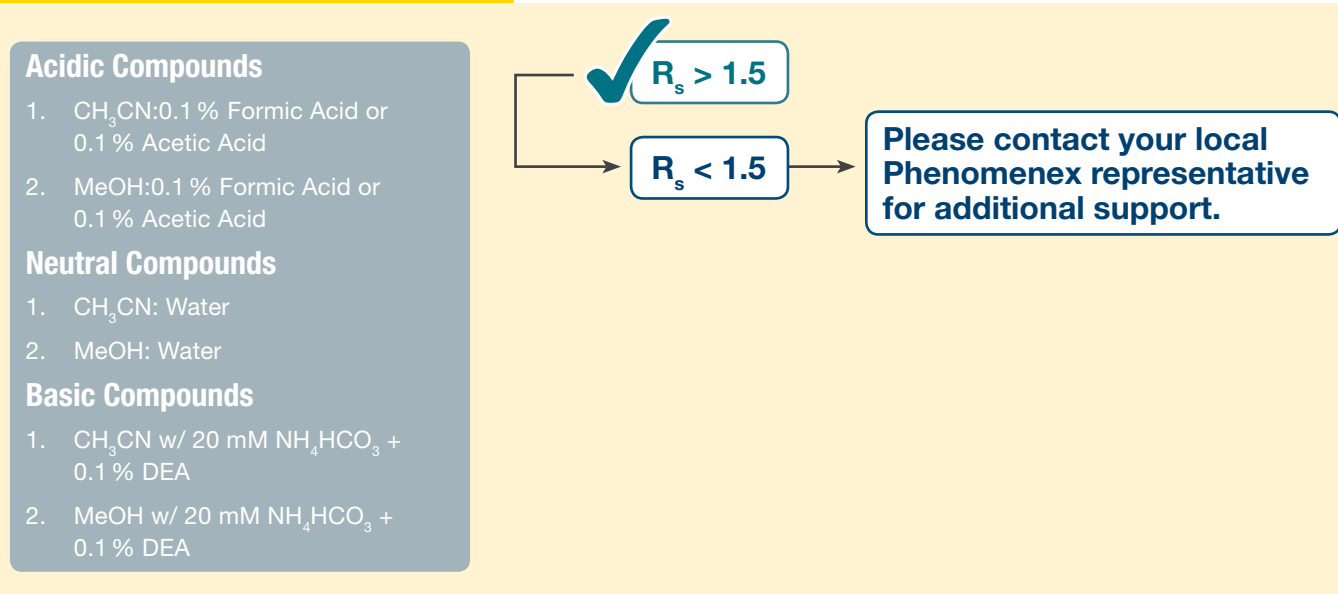 Acidic Compounds
1. CH₃CN:0.1 % Formic Acid or
0.1 % Acetic Acid
2. MeOH:0.1 % Formic Acid or
0.1 % Acetic Acid
Neutral Compounds
1. CH₃CN: Water
2. MeOH: Water
Basic Compounds
1. CH₃CN w/ 20 mM NH₄HCO₃ +
0.1 % DEA
2. MeOH w/ 20 mM NH₄HCO₃ +
0.1 % DEA
Rₛ > 1.5
Rₛ < 1.5
Please contact your local
Phenomenex representative
for additional support.